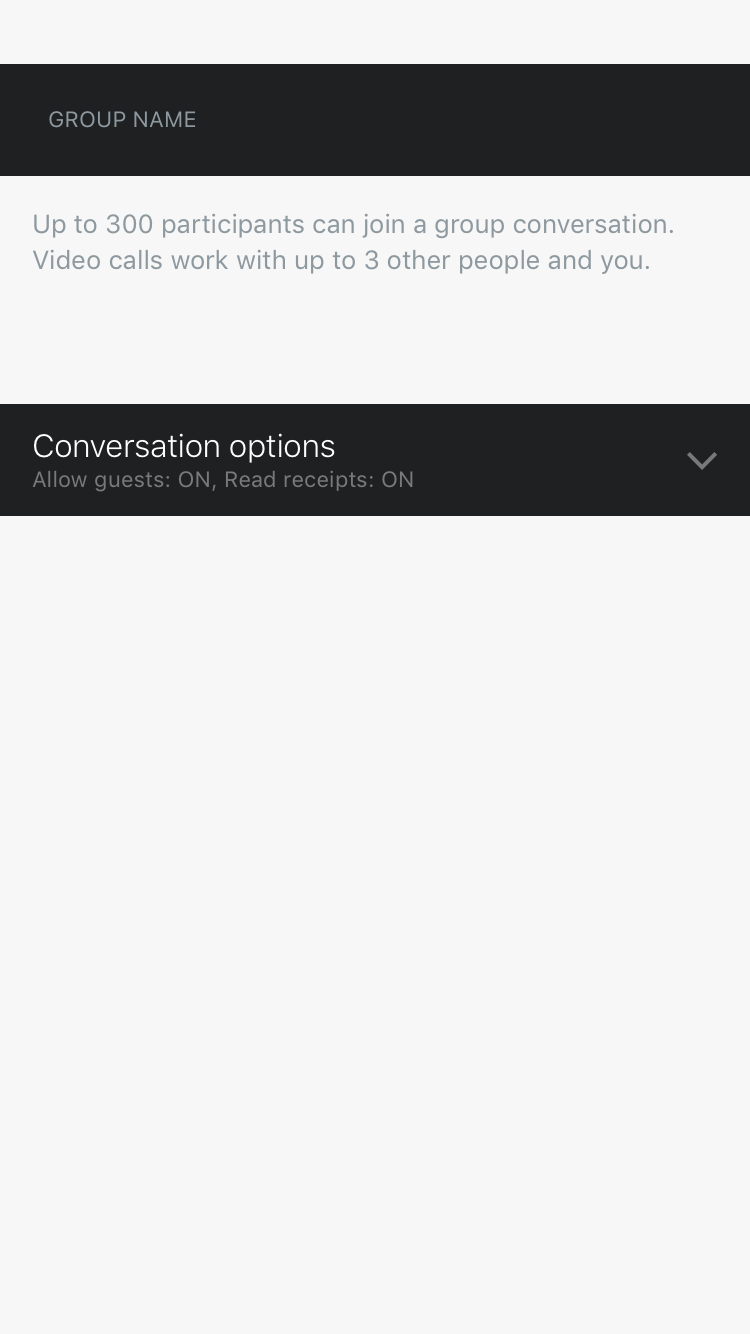 GROUP NAME
Up to 300 participants can join a group conversation.
Video calls work with up to 3 other people and you.
Conversation options
Allow guests: ON, Read receipts: ON